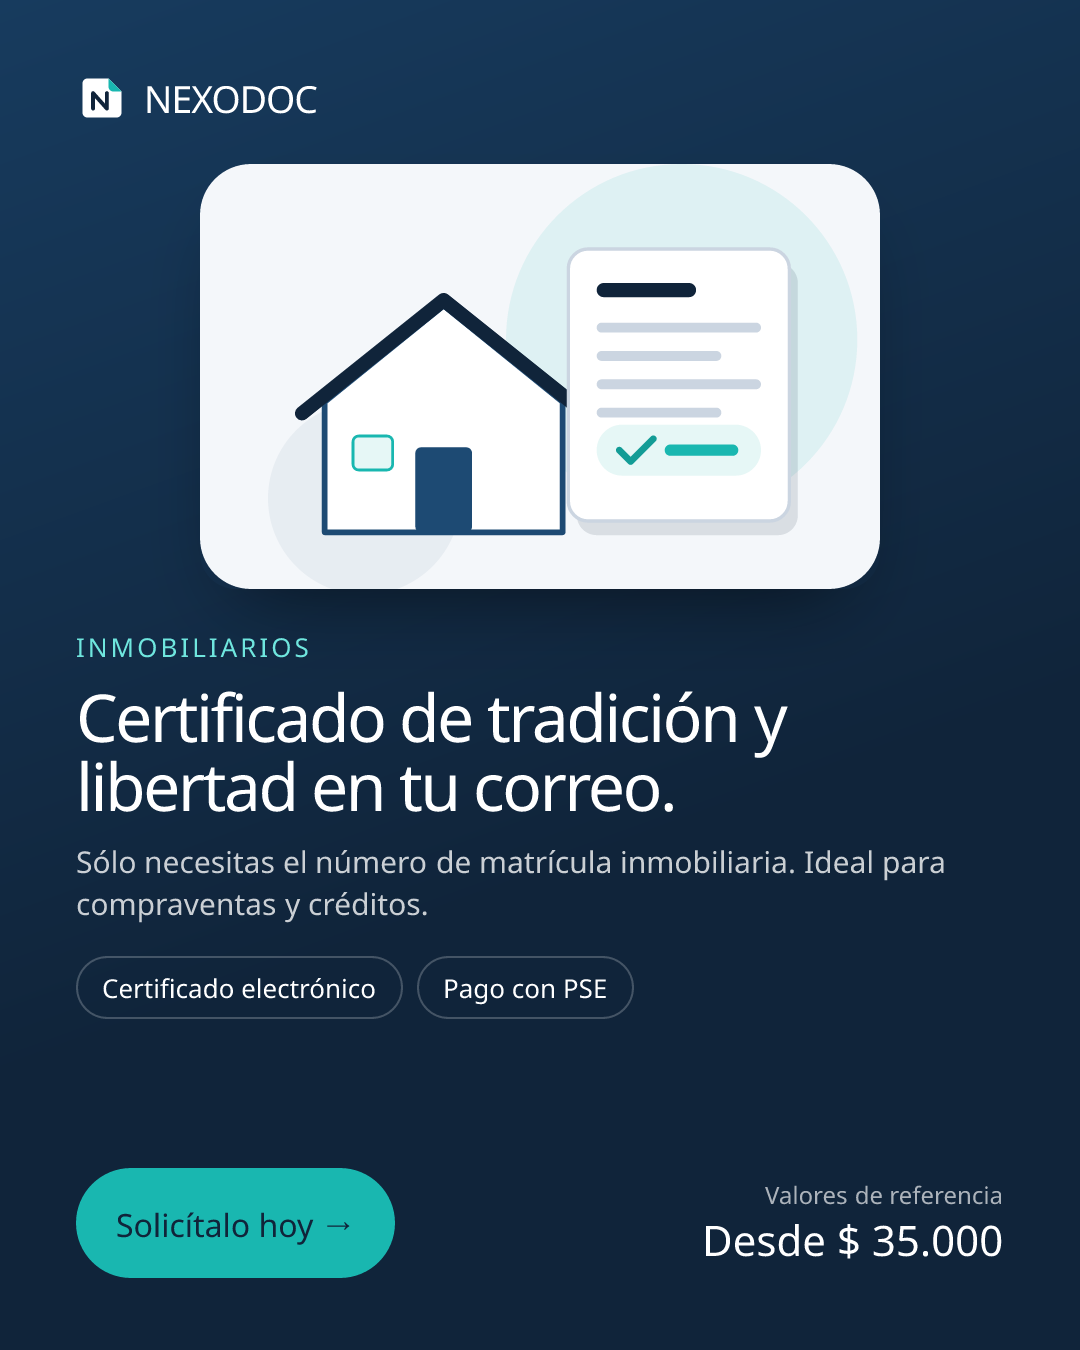 NEXODOC
INMOBILIARIOS
Certificado de tradición y
libertad en tu correo.
Sólo necesitas el número de matrícula inmobiliaria. Ideal para
compraventas y créditos.
Certificado electrónico
Pago con PSE
Solicítalo hoy →
Valores de referencia
Desde $ 35.000